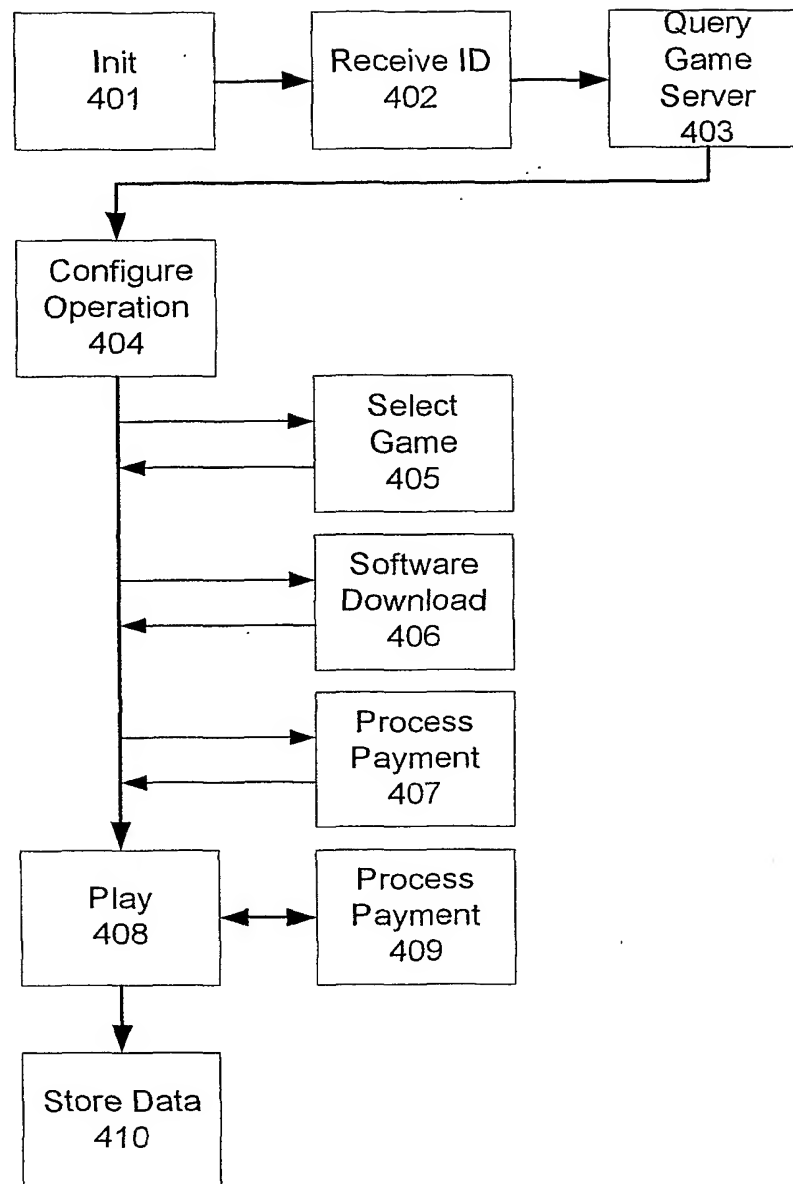 Init
401
Receive ID
402
Query
Game
Server
403
Configure
Operation
404
Select
Game
405
Software
Download
406
Process
Payment
407
Play
408
Process
Payment
409
Store Data
410